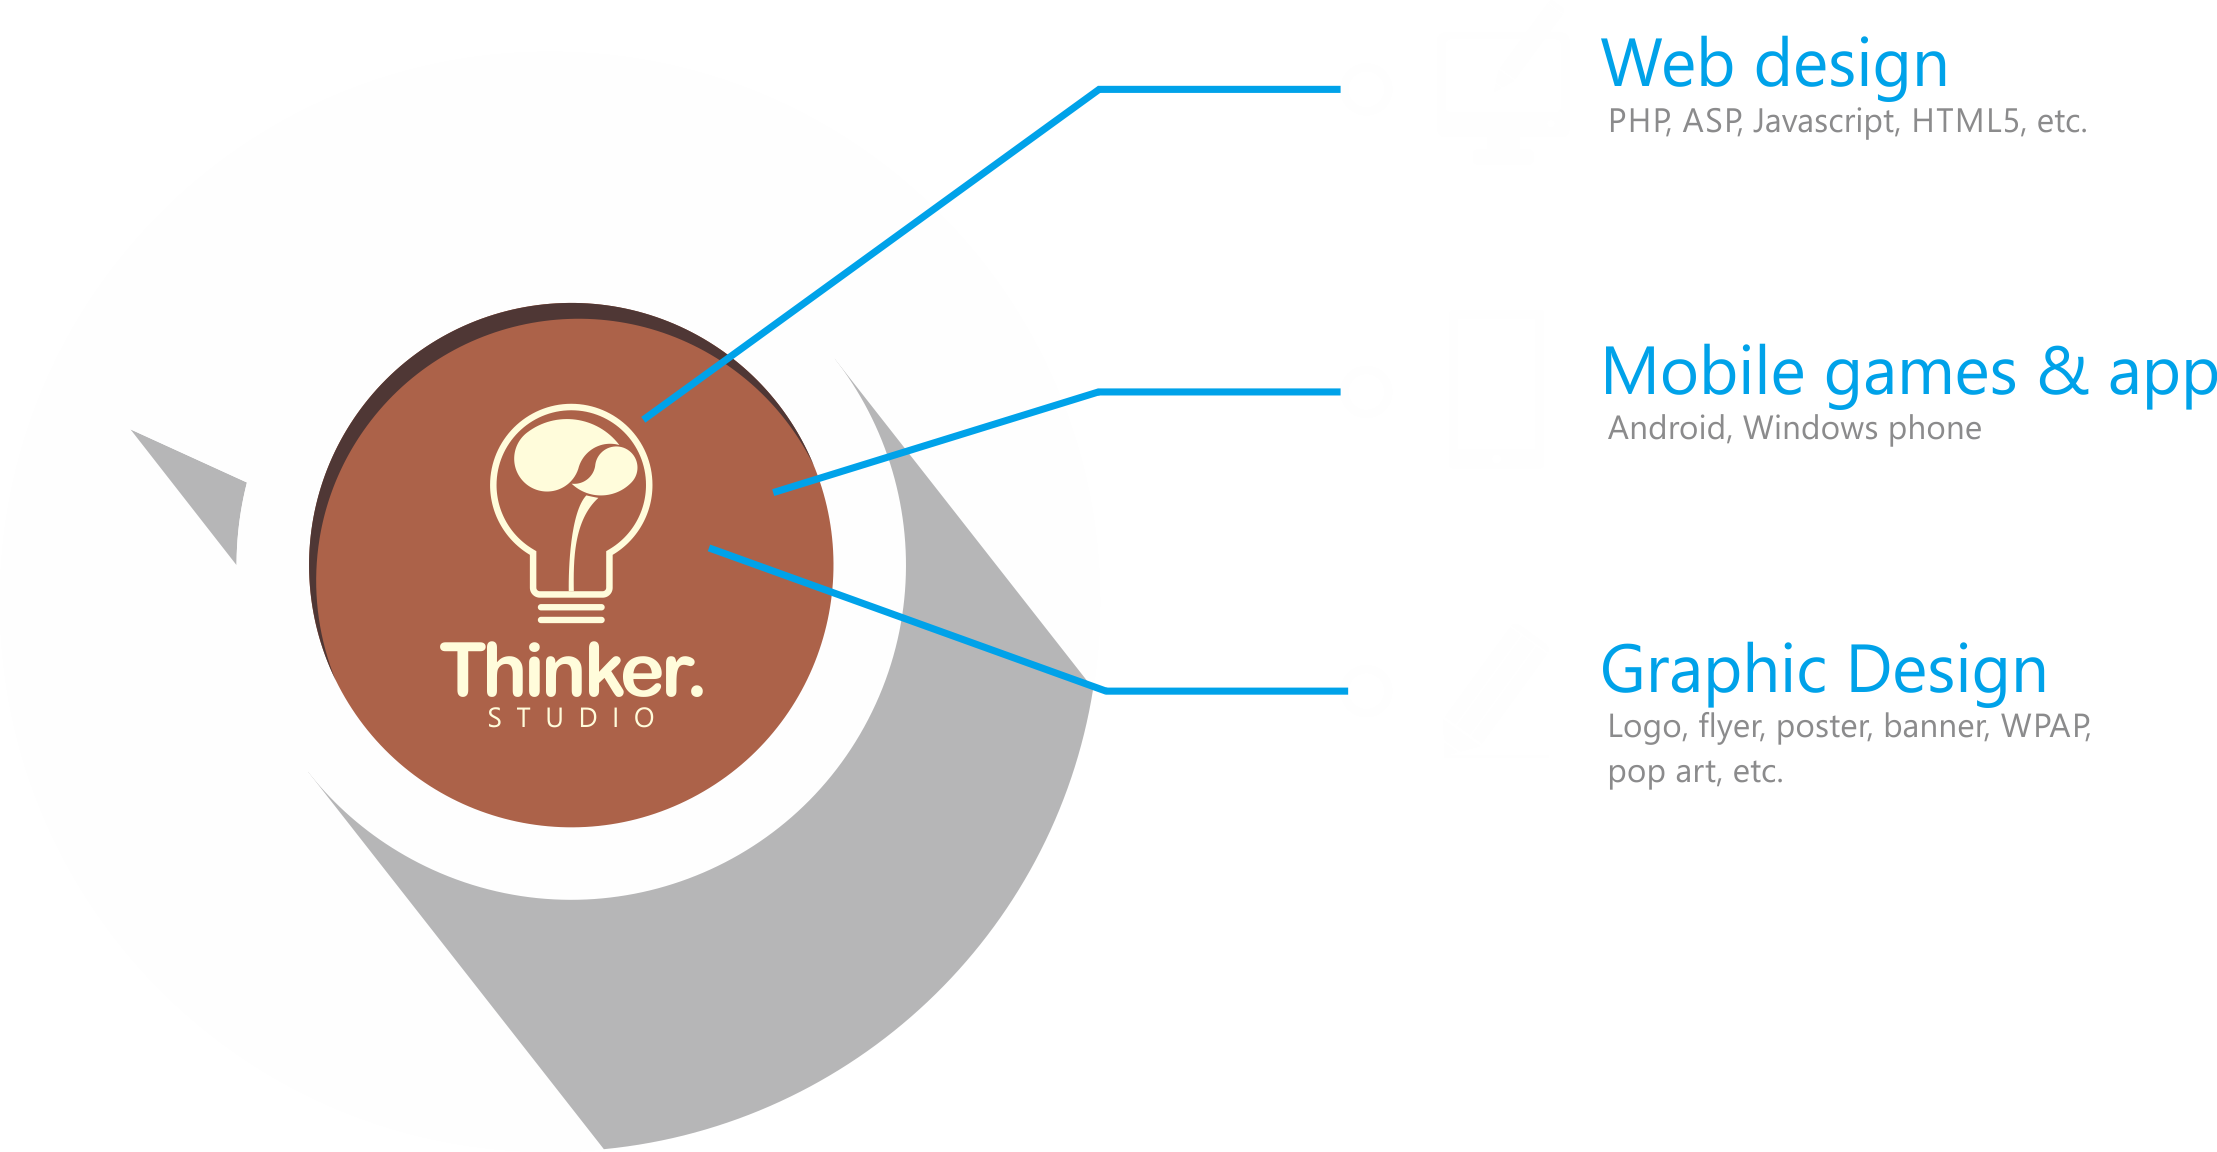 Web design
PHP, ASP, Javascript, HTML5, etc.
Mobile games & app
Android, Windows phone
Thinker.
STUDIO
Graphic Design
Logo, flyer, poster, banner, WPAP,
pop art, etc.